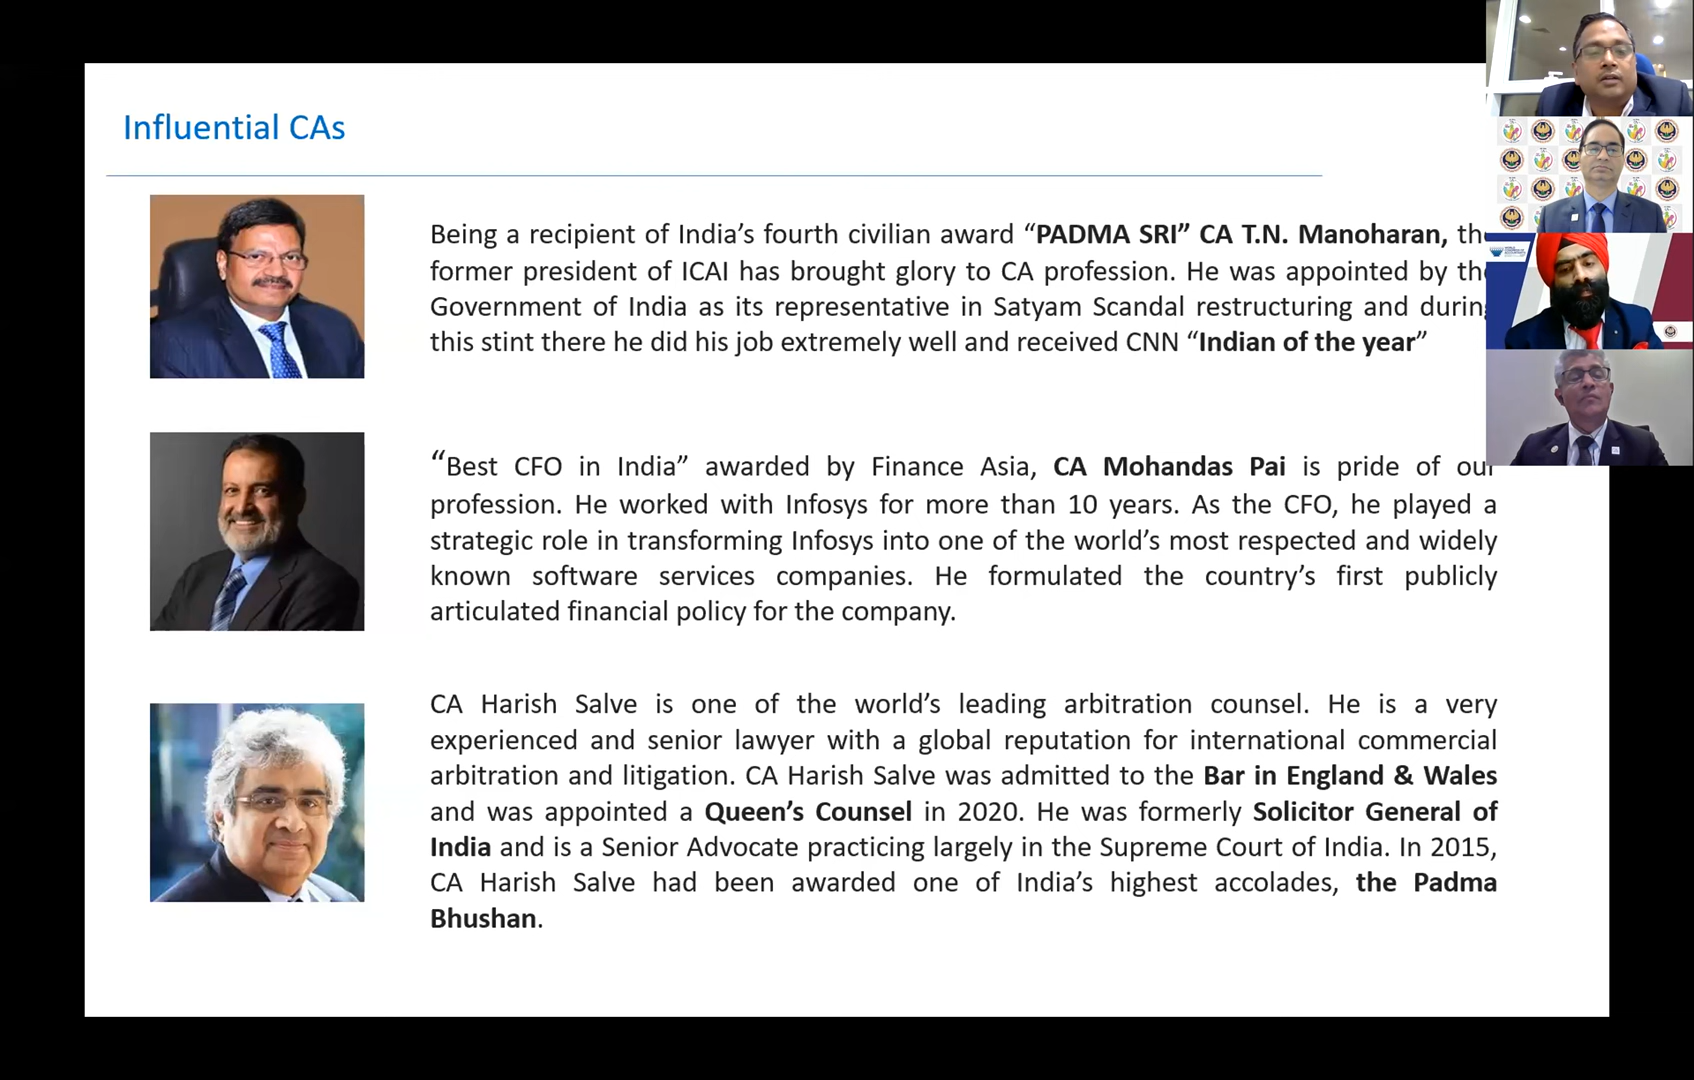 Influential CAs
Being a recipient of India’s fourth civilian award “PADMA SRI” CA T.N. Manoharan, the
former president of ICAI has brought glory to CA profession. He was appointed by the
Government of India as its representative in Satyam Scandal restructuring and during
this stint there he did his job extremely well and received CNN “Indian of the year”
“Best CFO in India” awarded by Finance Asia, CA Mohandas Pai is pride of our
profession. He worked with Infosys for more than 10 years. As the CFO, he played a
strategic role in transforming Infosys into one of the world’s most respected and widely
known software services companies. He formulated the country’s first publicly
articulated financial policy for the company.
CA Harish Salve is one of the world’s leading arbitration counsel. He is a very
experienced and senior lawyer with a global reputation for international commercial
arbitration and litigation. CA Harish Salve was admitted to the Bar in England & Wales
and was appointed a Queen’s Counsel in 2020. He was formerly Solicitor General of
India and is a Senior Advocate practicing largely in the Supreme Court of India. In 2015,
CA Harish Salve had been awarded one of India’s highest accolades, the Padma
Bhushan.